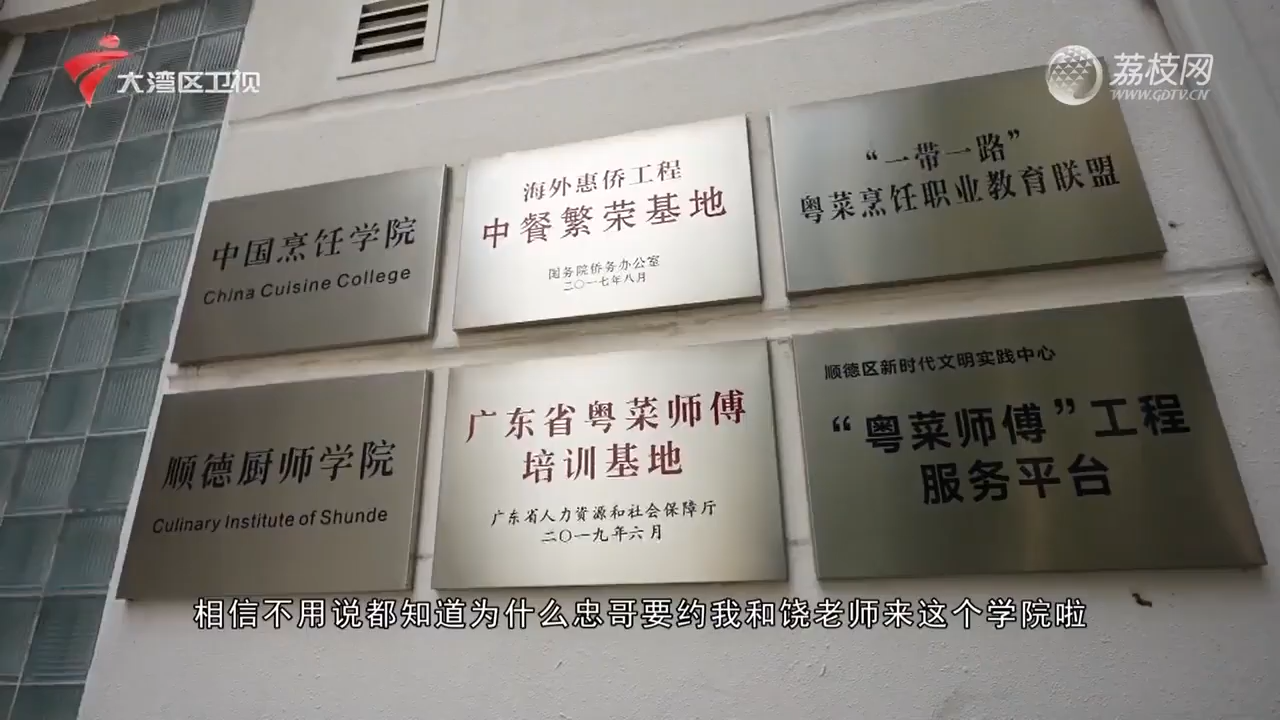 大湾区卫视
荔枝网
WWW.GDTV.CN
中国烹饪学院
China Cuisine College
海外惠侨工程
中餐繁荣基地
国务院侨务办公室
二〇一七年八月
“一带一路”
粤菜烹饪职业教育联盟
顺德厨师学院
Culinary Institute of Shunde
广东省粤菜师傅
培训基地
广东省人力资源和社会保障厅
二〇一九年六月
顺德区新时代文明实践中心
“粤菜师傅”工程
服务平台
相信不用说都知道为什么忠哥要约我和饶老师来这个学院啦